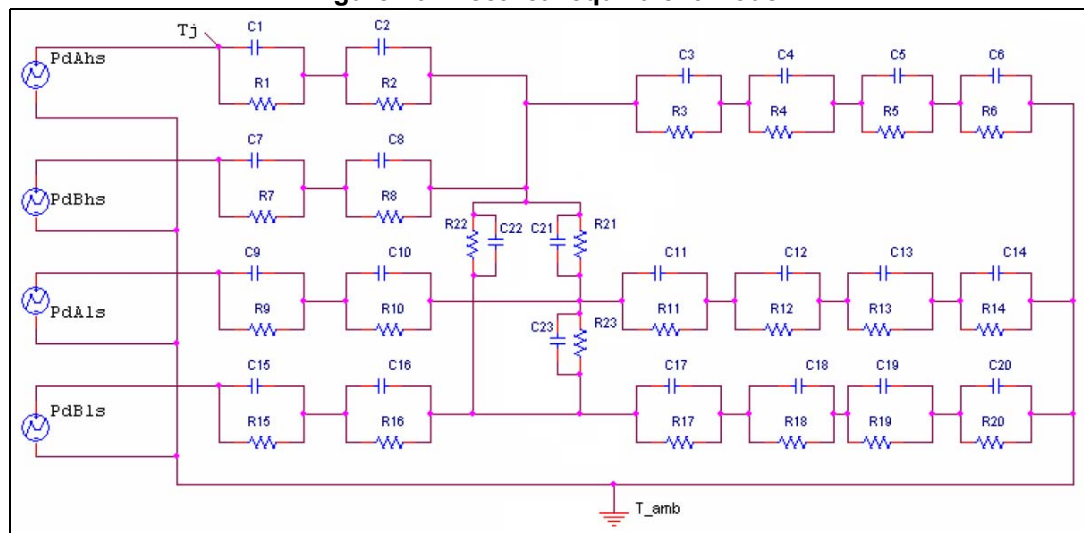 Tj
C1 C2
PdAhs
R1 R2
C3 C4 C5 C6
R3 R4 R5 R6
C7 C8
PdBhs
R7 R8
R22 C22 C21 R21
C9 C10 C11 C12 C13 C14
PdAls
R9 R10 R11 R12 R13 R14
C23 R23
C15 C16 C17 C18 C19 C20
PdBls
R15 R16 R17 R18 R19 R20
T_amb